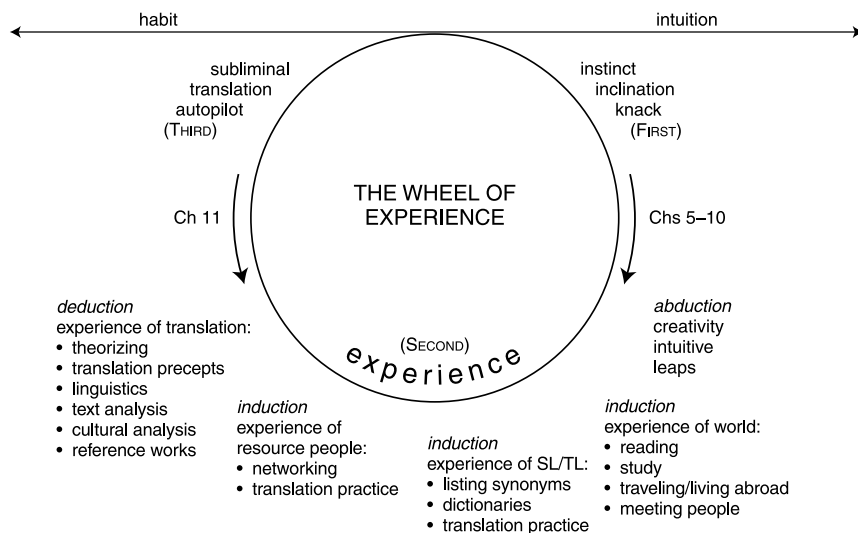 habit
intuition
subliminal
translation
autopilot
(THIRD)
instinct
inclination
knack
(FIRST)
THE WHEEL OF
EXPERIENCE
Ch 11
Chs 5–10
(SECOND)
experience
deduction
experience of translation:
• theorizing
• translation precepts
• linguistics
• text analysis
• cultural analysis
• reference works
induction
experience of
resource people:
• networking
• translation practice
induction
experience of SL/TL:
• listing synonyms
• dictionaries
• translation practice
abduction
creativity
intuitive
leaps
induction
experience of world:
• reading
• study
• traveling/living abroad
• meeting people